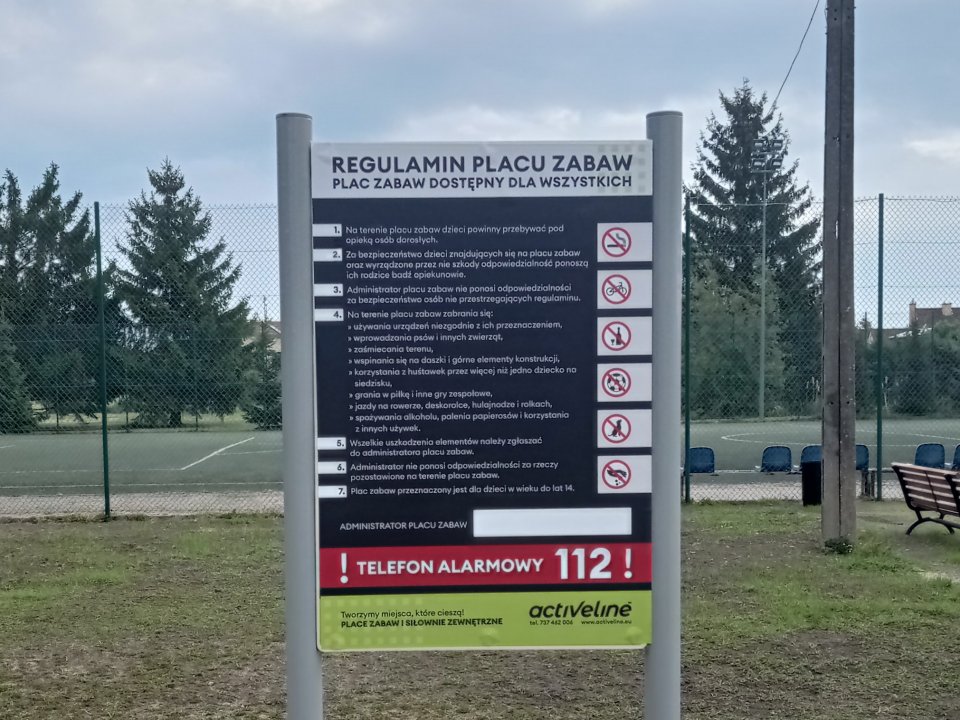 REGULAMIN PLACU ZABAW
PLAC ZABAW DOSTĘPNY DLA WSZYSTKICH
1. Na terenie placu zabaw dzieci powinny przebywać pod
opieką osób dorosłych.
2. Za bezpieczeństwo dzieci znajdujących się na placu zabaw
oraz wyrządzone przez nie szkody odpowiedzialność ponoszą
ich rodzice badź opiekunowie.
3. Administrator placu zabaw nie ponosi odpowiedzialności
za bezpieczeństwo osób nie przestrzegających regulaminu.
4. Na terenie placu zabaw zabrania się:
» używania urządzeń niezgodnie z ich przeznaczeniem,
» wprowadzania psów i innych zwierząt,
» zaśmiecania terenu,
» wspinania się na daszki i górne elementy konstrukcji,
» korzystania z huśtawek przez więcej niż jedno dziecko na
siedzisku,
» grania w piłkę i inne gry zespołowe,
» jazdy na rowerze, deskorolce, hulajnodze i rolkach,
» spożywania alkoholu, palenia papierosów i korzystania
z innych używek.
5. Wszelkie uszkodzenia elementów należy zgłaszać
do administratora placu zabaw.
6. Administrator nie ponosi odpowiedzialności za rzeczy
pozostawione na terenie placu zabaw.
7. Plac zabaw przeznaczony jest dla dzieci w wieku do lat 14.
ADMINISTRATOR PLACU ZABAW
! TELEFON ALARMOWY 112 !
Tworzymy miejsca, które cieszą!
PLACE ZABAW I SIŁOWNIE ZEWNĘTRZNE
activeline
tel. 737 462 006 www.activeline.eu